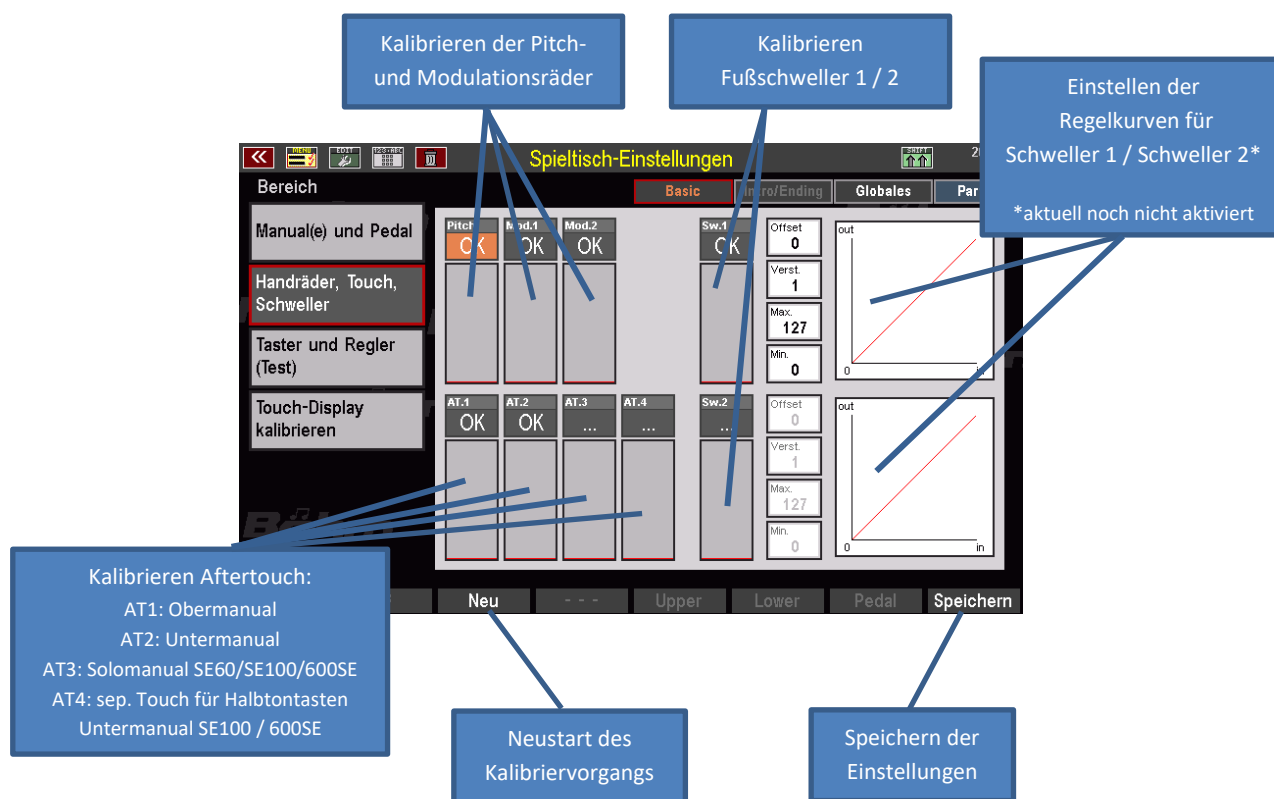 Kalibrieren der Pitch-
und Modulationsräder
Kalibrieren
Fußschweller 1 / 2
Einstellen der
Regelkurven für
Schweller 1 / Schweller 2*
*aktuell noch nicht aktiviert
MENU EDIT 123·ABC
Spieltisch-Einstellungen
SHIFT
Bereich
Basic
Intro/Ending
Globales
Manual(e) und Pedal
Handräder, Touch,
Schweller
Taster und Regler
(Test)
Touch-Display
kalibrieren
Pitch Mod.1 Mod.2 Sw.1
OK OK OK OK
Offset
0
Verst.
1
Max.
127
Min.
0
out
0 in
AT.1 AT.2 AT.3 AT.4 Sw.2
OK OK ... ... ...
Offset
0
Verst.
1
Max.
127
Min.
0
out
0 in
Neu - - - Upper Lower Pedal Speichern
Kalibrieren Aftertouch:
AT1: Obermanual
AT2: Untermanual
AT3: Solomanual SE60/SE100/600SE
AT4: sep. Touch für Halbtontasten
Untermanual SE100 / 600SE
Neustart des
Kalibriervorgangs
Speichern der
Einstellungen